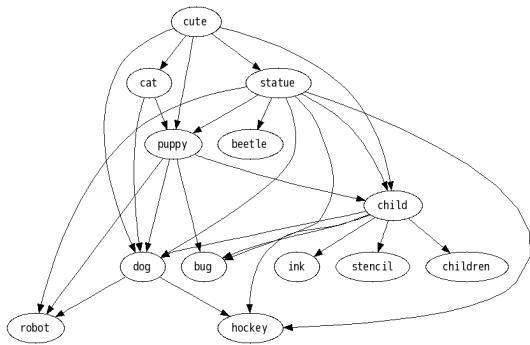 cute
cat
statue
puppy
beetle
child
dog
bug
ink
stencil
children
robot
hockey